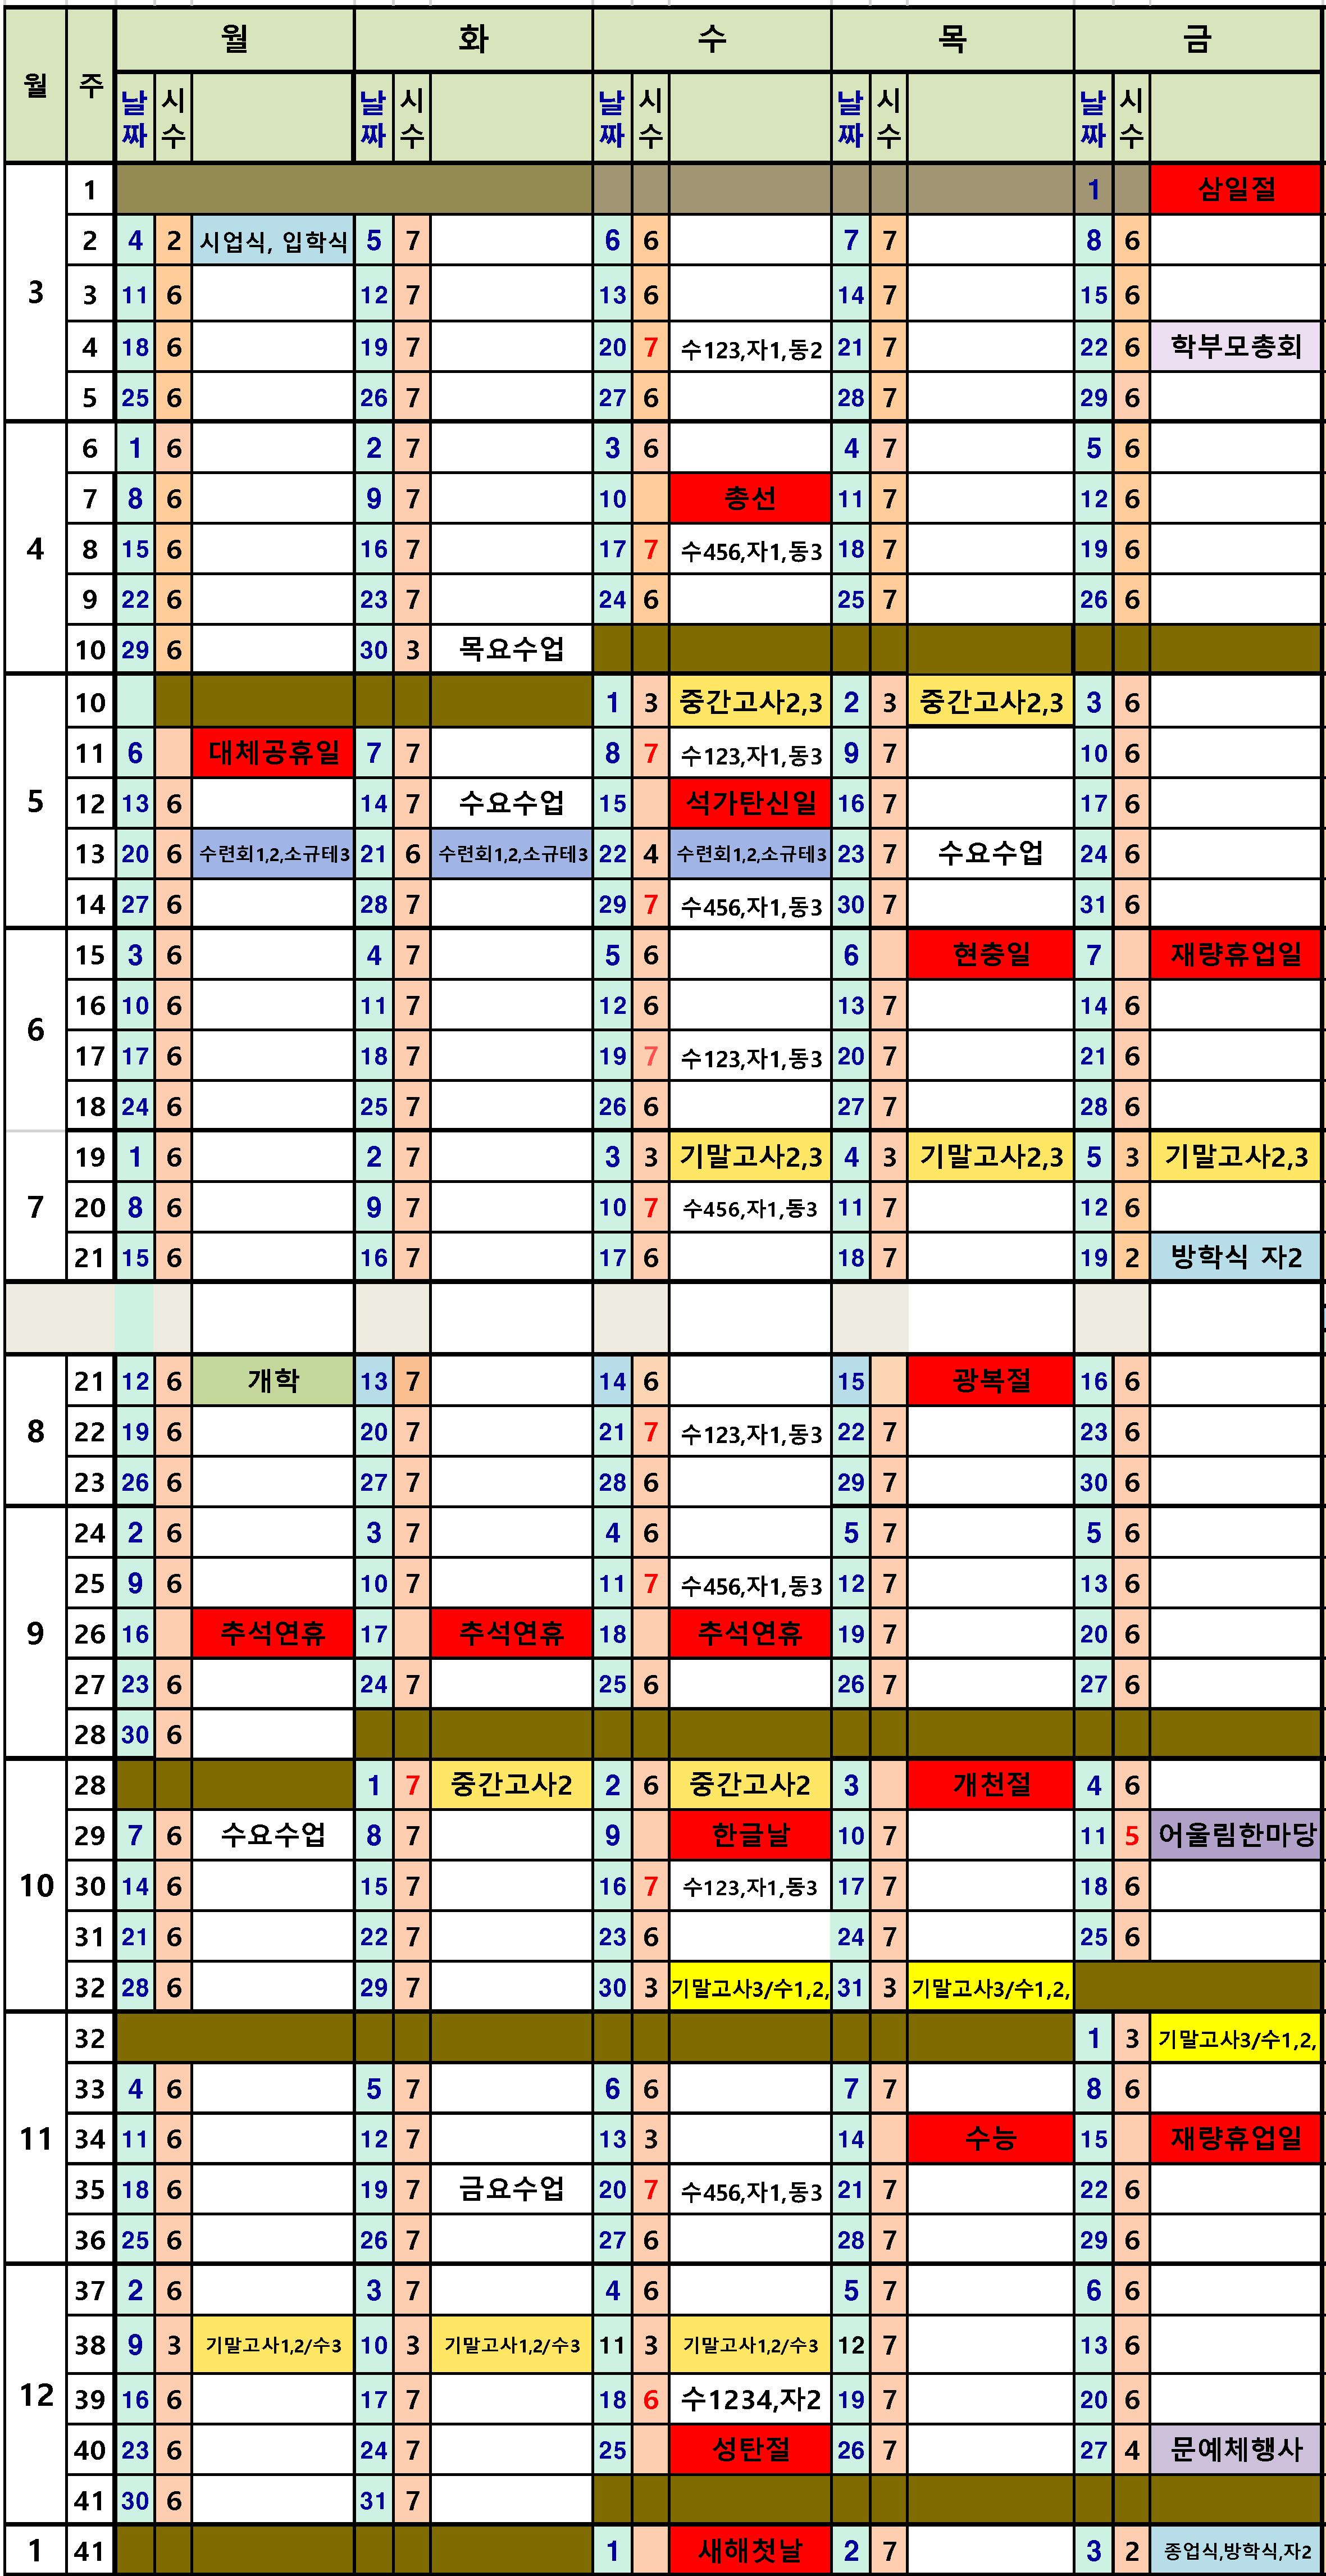 월 주 월 화 수 목 금
날짜 시수 날짜 시수 날짜 시수 날짜 시수 날짜 시수
3
1 1 삼일절
2 4 2 시업식, 입학식 5 7 6 6 7 7 8 6
3 11 6 12 7 13 6 14 7 15 6
4 18 6 19 7 20 7 수123,자1,동2 21 7 22 6 학부모총회
5 25 6 26 7 27 6 28 7 29 6
4
6 1 6 2 7 3 6 4 7 5 6
7 8 6 9 7 10 총선 11 7 12 6
8 15 6 16 7 17 7 수456,자1,동3 18 7 19 6
9 22 6 23 7 24 6 25 7 26 6
10 29 6 30 3 목요수업
5
10 1 3 중간고사2,3 2 3 중간고사2,3 3 6
11 6 대체공휴일 7 7 8 7 수123,자1,동3 9 7 10 6
12 13 6 14 7 수요수업 15 석가탄신일 16 7 17 6
13 20 6 수련회1,2,소규테3 21 6 수련회1,2,소규테3 22 4 수련회1,2,소규테3 23 7 수요수업 24 6
14 27 6 28 7 29 7 수456,자1,동3 30 7 31 6
6
15 3 6 4 7 5 6 6 현충일 7 재량휴업일
16 10 6 11 7 12 6 13 7 14 6
17 17 6 18 7 19 7 수123,자1,동3 20 7 21 6
18 24 6 25 7 26 6 27 7 28 6
7
19 1 6 2 7 3 3 기말고사2,3 4 3 기말고사2,3 5 3 기말고사2,3
20 8 6 9 7 10 7 수456,자1,동3 11 7 12 6
21 15 6 16 7 17 6 18 7 19 2 방학식 자2
8
21 12 6 개학 13 7 14 6 15 광복절 16 6
22 19 6 20 7 21 7 수123,자1,동3 22 7 23 6
23 26 6 27 7 28 6 29 7 30 6
9
24 2 6 3 7 4 6 5 7 5 6
25 9 6 10 7 11 7 수456,자1,동3 12 7 13 6
26 16 추석연휴 17 추석연휴 18 추석연휴 19 7 20 6
27 23 6 24 7 25 6 26 7 27 6
28 30 6
10
28 1 7 중간고사2 2 6 중간고사2 3 개천절 4 6
29 7 6 수요수업 8 7 9 한글날 10 7 11 5 어울림한마당
30 14 6 15 7 16 7 수123,자1,동3 17 7 18 6
31 21 6 22 7 23 6 24 7 25 6
32 28 6 29 7 30 3 기말고사3/수1,2, 31 3 기말고사3/수1,2,
11
32 1 3 기말고사3/수1,2,
33 4 6 5 7 6 6 7 7 8 6
34 11 6 12 7 13 3 14 수능 15 재량휴업일
35 18 6 19 7 금요수업 20 7 수456,자1,동3 21 7 22 6
36 25 6 26 7 27 6 28 7 29 6
12
37 2 6 3 7 4 6 5 7 6 6
38 9 3 기말고사1,2/수3 10 3 기말고사1,2/수3 11 3 기말고사1,2/수3 12 7 13 6
39 16 6 17 7 18 6 수1234,자2 19 7 20 6
40 23 6 24 7 25 성탄절 26 7 27 4 문예체행사
41 30 6 31 7
1
41 1 새해첫날 2 7 3 2 종업식,방학식,자2